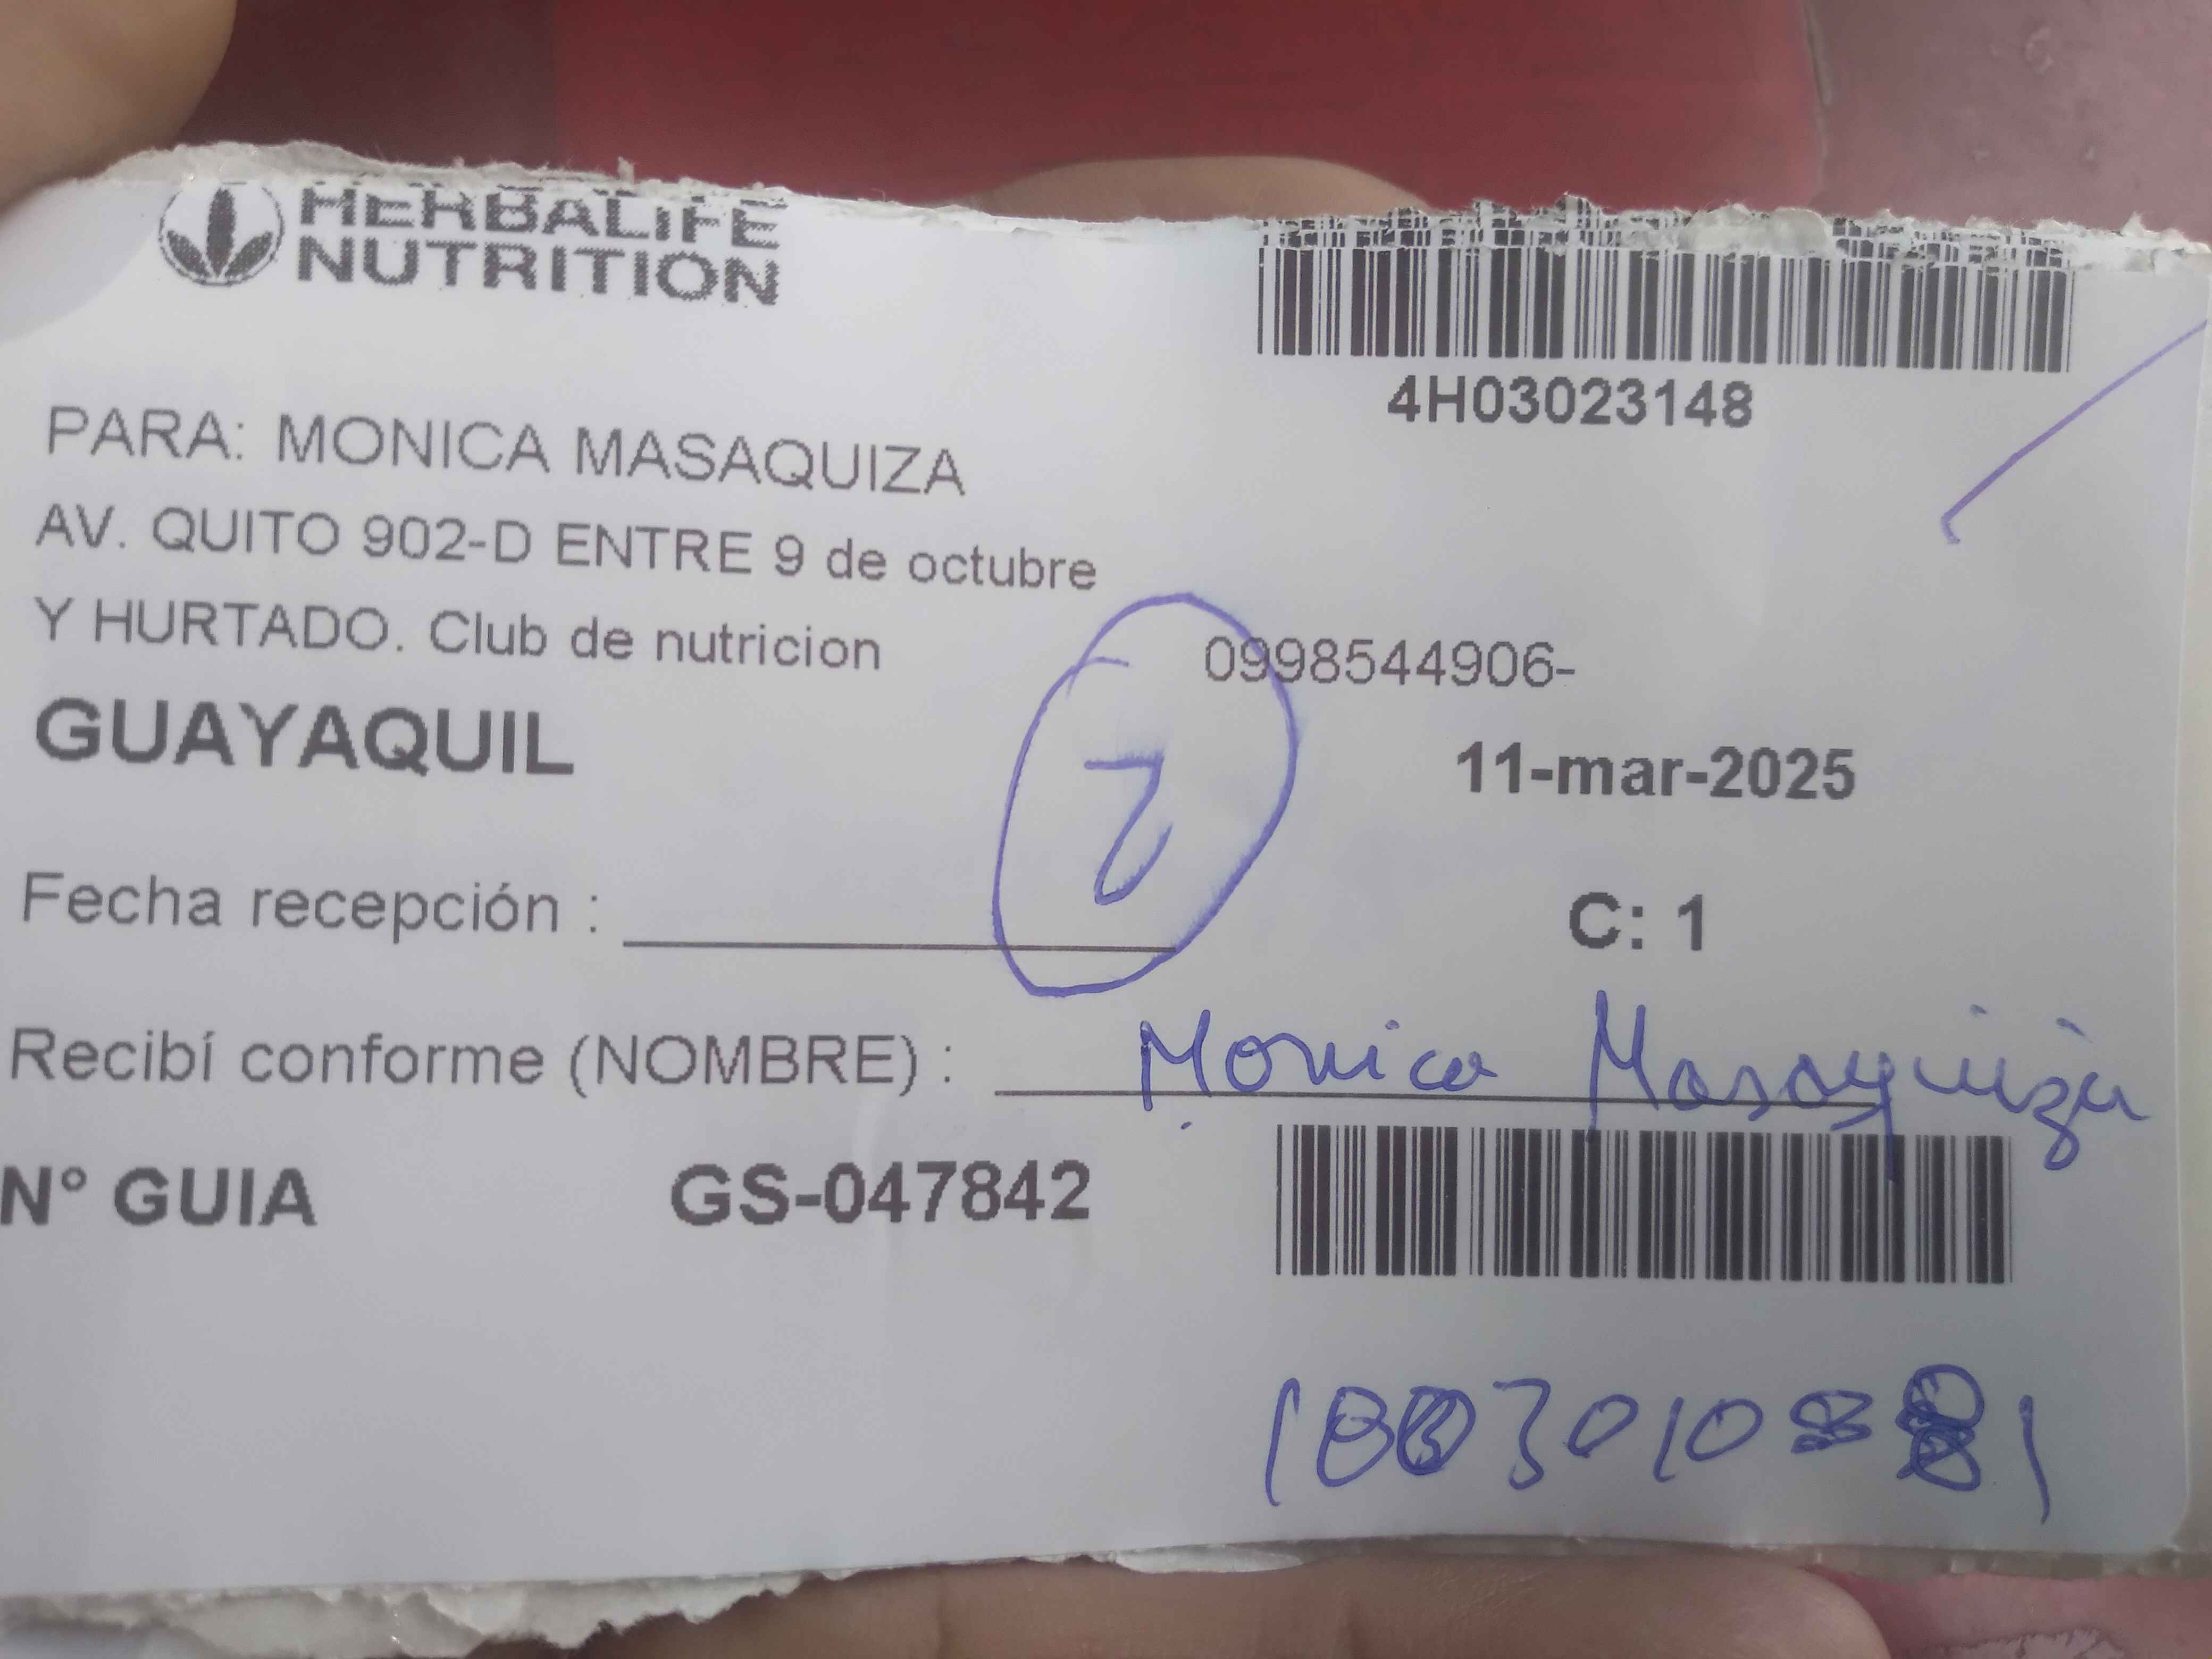 HERBALIFE
NUTRITION
4H03023148
PARA: MONICA MASAQUIZA
AV. QUITO 902-D ENTRE 9 de octubre
Y HURTADO. Club de nutricion
0998544906-
GUAYAQUIL
2
11-mar-2025
Fecha recepción :
C: 1
Recibí conforme (NOMBRE) : Monica Masaquiza
N° GUIA GS-047842